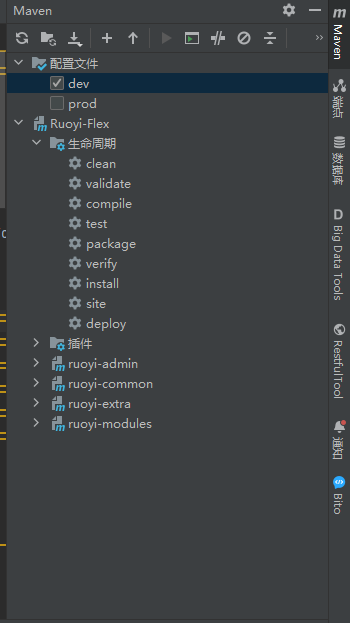 Maven
配置文件
dev
prod
Ruoyi-Flex
生命周期
clean
validate
compile
test
package
verify
install
site
deploy
插件
ruoyi-admin
ruoyi-common
ruoyi-extra
ruoyi-modules
m
Maven
端点
数据库
D
Big Data Tools
RestfulTool
通知
Bito